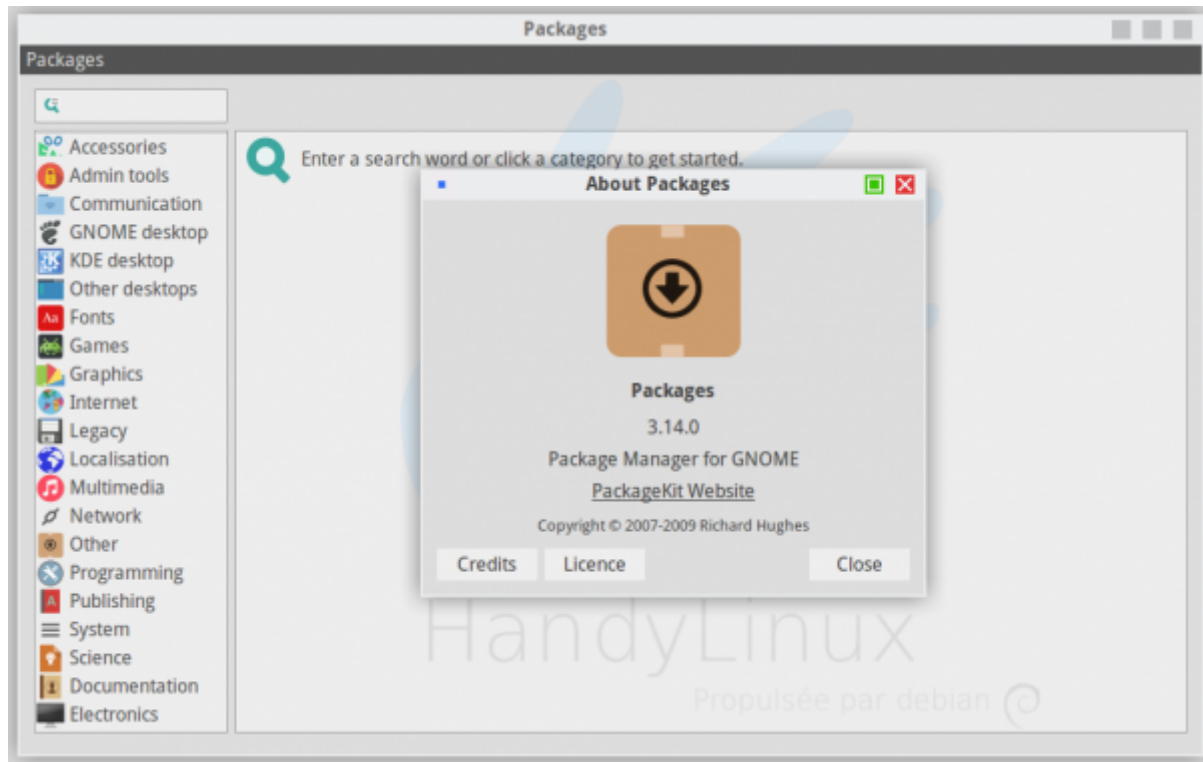 Packages
Packages
Enter a search word or click a category to get started.
Accessories
Admin tools
Communication
GNOME desktop
KDE desktop
Other desktops
Fonts
Games
Graphics
Internet
Legacy
Localisation
Multimedia
Network
Other
Programming
Publishing
System
Science
Documentation
Electronics
About Packages
Packages
3.14.0
Package Manager for GNOME
PackageKit Website
Copyright © 2007-2009 Richard Hughes
Credits Licence Close
HandyLinux
Propulsée par debian